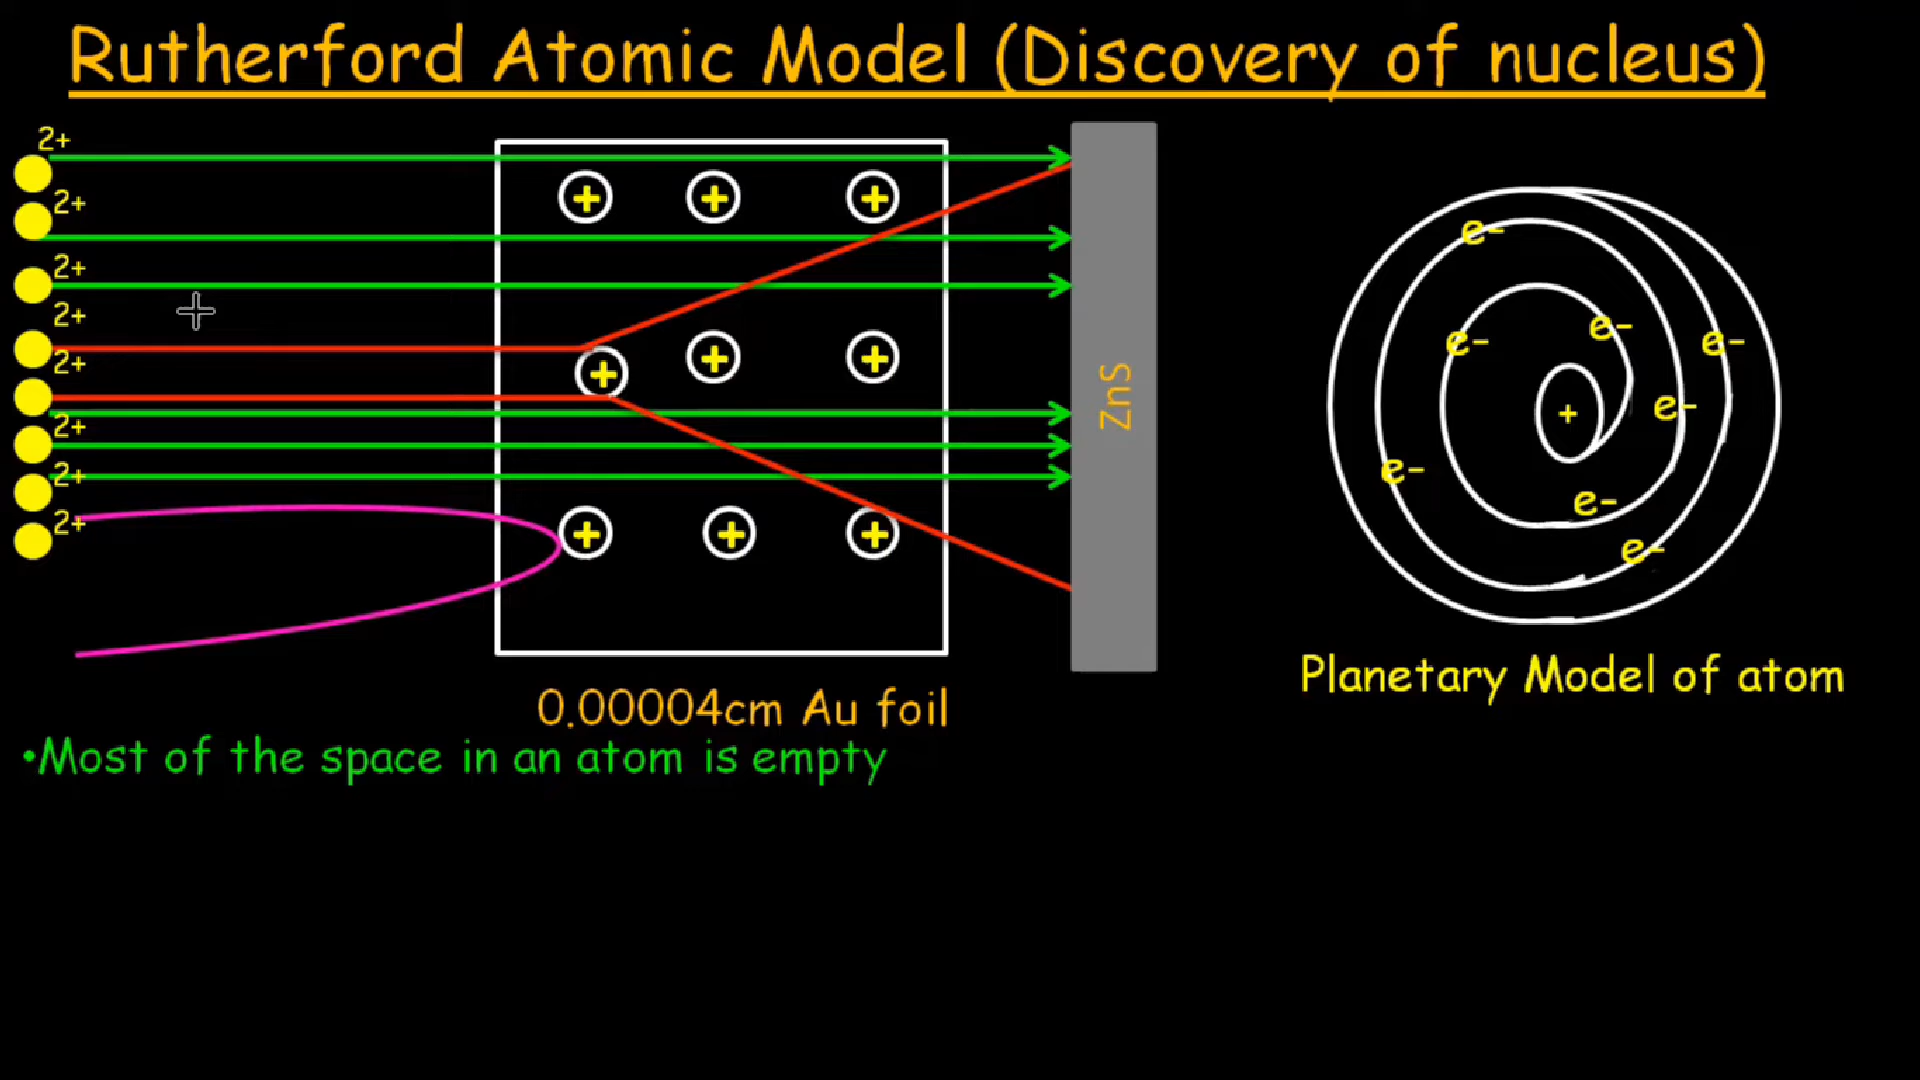 Rutherford Atomic Model (Discovery of nucleus)
2+
2+
2+
2+
2+
2+
2+
2+
+ + +
+ + +
+ + +
ZnS
e-
e-
e-
e-
e-
+
e-
e-
e-
Planetary Model of atom
0.00004cm Au foil
•Most of the space in an atom is empty